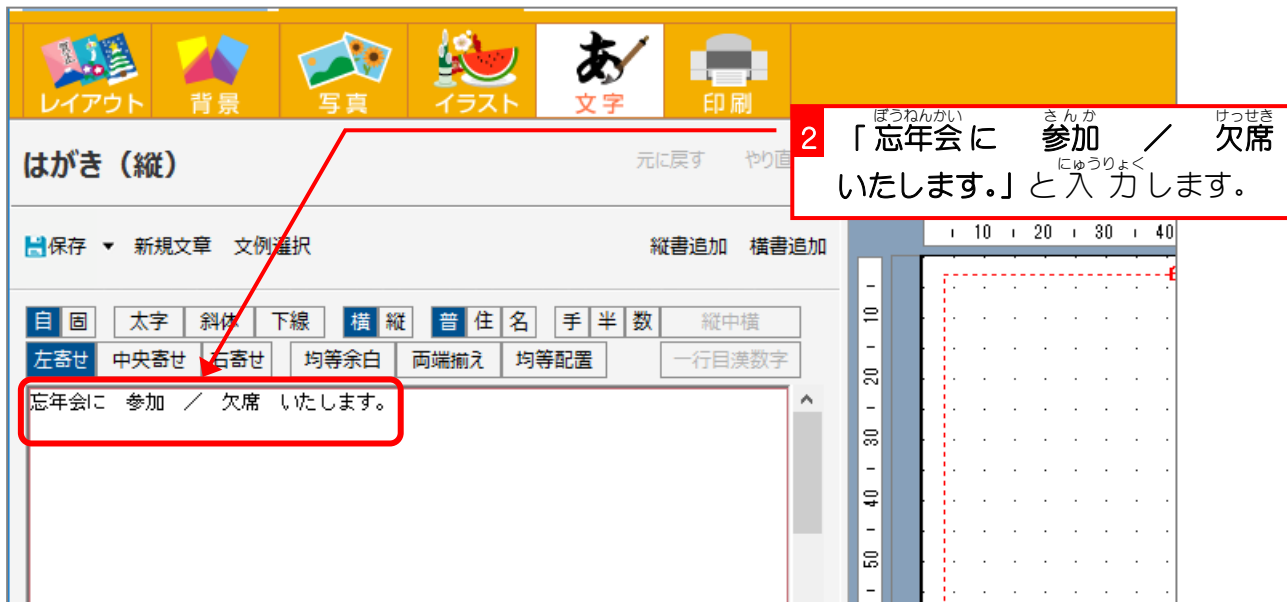 レイアウト 背景 写真 イラスト 文字 印刷
はがき（縦） 元に戻す やり直
2 「忘年会に 参加 ／ 欠席
ぼうねんかい さんか けっせき
いたします。」と入力します。
にゅうりょく
保存 ▼ 新規文章 文例選択 縦書追加 横書追加
自 固 太字 斜体 下線 横 縦 普 住 名 手 半 数 縦中横
左寄せ 中央寄せ 右寄せ 均等余白 両端揃え 均等配置 一行目漢数字
忘年会に 参加 ／ 欠席 いたします。
10 20 30 40
10
20
30
40
50